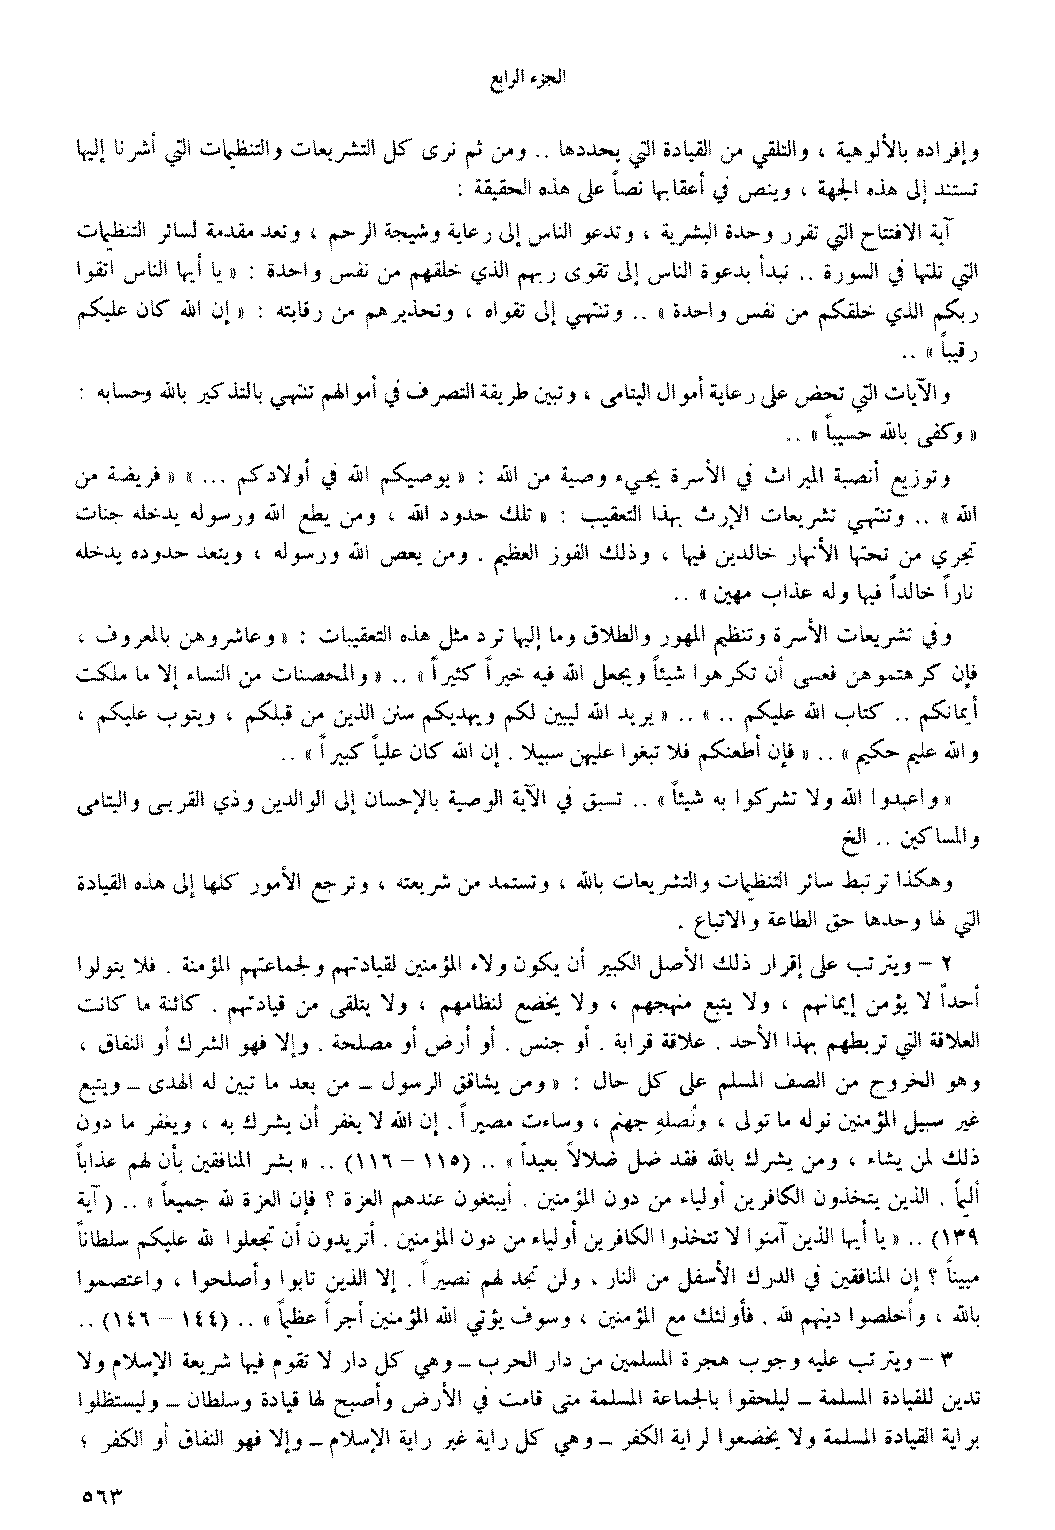 الجزء الرابع
وإفراده بالألوهية ، والتلقي من القيادة التي يحددها .. ومن ثم نرى كل التشريعات والتنظيمات التي أشرنا إليها
تستند إلى هذه الجهة ، وينص في أعقابها نصاً على هذه الحقيقة :
آية الافتتاح التي تقرر وحدة البشرية ، وتدعو الناس إلى رعاية وشيجة الرحم ، وتعد مقدمة لسائر التنظيمات
التي تلتها في السورة .. تبدأ بدعوة الناس إلى تقوى ربهم الذي خلقهم من نفس واحدة : « يا أيها الناس اتقوا
ربكم الذي خلقكم من نفس واحدة » .. وتنتهي إلى تقواه ، وتحذيرهم من رقابته : « إن الله كان عليكم
رقيباً » ..
والآيات التي تحض على رعاية أموال اليتامى ، وتبين طريقة التصرف في أموالهم تنتهي بالتذكير بالله وحسابه :
« وكفى بالله حسيباً » ..
وتوزيع أنصبة الميراث في الأسرة يجيء وصية من الله : « يوصيكم الله في أولادكم ... » « فريضة من
الله » .. وتنتهي تشريعات الإرث بهذا التعقيب : « تلك حدود الله ، ومن يطع الله ورسوله يدخله جنات
تجري من تحتها الأنهار خالدين فيها ، وذلك الفوز العظيم . ومن يعص الله ورسوله ، ويتعد حدوده يدخله
ناراً خالداً فيها وله عذاب مهين » ..
وفي تشريعات الأسرة وتنظيم المهور والطلاق وما إليها ترد مثل هذه التعقيبات : « وعاشروهن بالمعروف ،
فإن كرهتموهن فعسى أن تكرهوا شيئاً ويجعل الله فيه خيراً كثيراً » .. « والمحصنات من النساء إلا ما ملكت
أيمانكم .. كتاب الله عليكم .. » .. « يريد الله ليبين لكم ويهديكم سنن الذين من قبلكم ، ويتوب عليكم ،
والله عليم حكيم » .. « فإن أطعنكم فلا تبغوا عليهن سبيلا . إن الله كان علياً كبيراً » ..
« واعبدوا الله ولا تشركوا به شيئاً » .. تسبق في الآية الوصية بالإحسان إلى الوالدين وذي القربى واليتامى
والمساكين .. الخ
وهكذا ترتبط سائر التنظيمات والتشريعات بالله ، وتستمد من شريعته ، وترجع الأمور كلها إلى هذه القيادة
التي لها وحدها حق الطاعة والاتباع .
٢ – ويترتب على إقرار ذلك الأصل الكبير أن يكون ولاء المؤمنين لقيادتهم ولجماعتهم المؤمنة . فلا يتولوا
أحداً لا يؤمن إيمانهم ، ولا يتبع منهجهم ، ولا يخضع لنظامهم ، ولا يتلقى من قيادتهم . كائنة ما كانت
العلاقة التي تربطهم بهذا الأحد . علاقة قرابة . أو جنس . أو أرض أو مصلحة . وإلا فهو الشرك أو النفاق ،
وهو الخروج من الصف المسلم على كل حال : « ومن يشاقق الرسول – من بعد ما تبين له الهدى – ويتبع
غير سبيل المؤمنين نوله ما تولى ، ونُصلهِ جهنم ، وساءت مصيراً . إن الله لا يغفر أن يشرك به ، ويغفر ما دون
ذلك لمن يشاء ، ومن يشرك بالله فقد ضل ضلالاً بعيداً » .. (١١٥ – ١١٦) .. « بشر المنافقين بأن لهم عذاباً
أليماً . الذين يتخذون الكافرين أولياء من دون المؤمنين . أيبتغون عندهم العزة ؟ فإن العزة لله جميعاً » .. ( آية
١٣٩) .. « يا أيها الذين آمنوا لا تتخذوا الكافرين أولياء من دون المؤمنين . أتريدون أن تجعلوا لله عليكم سلطاناً
مبيناً ؟ إن المنافقين في الدرك الأسفل من النار ، ولن تجد لهم نصيراً . إلا الذين تابوا وأصلحوا ، واعتصموا
بالله ، وأخلصوا دينهم لله . فأولئك مع المؤمنين ، وسوف يؤتي الله المؤمنين أجراً عظيماً » .. (١٤٤ – ١٤٦) ..
٣ – ويترتب عليه وجوب هجرة المسلمين من دار الحرب – وهي كل دار لا تقوم فيها شريعة الإسلام ولا
تدين للقيادة المسلمة – ليلحقوا بالجماعة المسلمة متى قامت في الأرض وأصبح لها قيادة وسلطان – وليستظلوا
براية القيادة المسلمة ولا يخضعوا لراية الكفر – وهي كل راية غير راية الإسلام – وإلا فهو النفاق أو الكفر ؛
٥٦٣